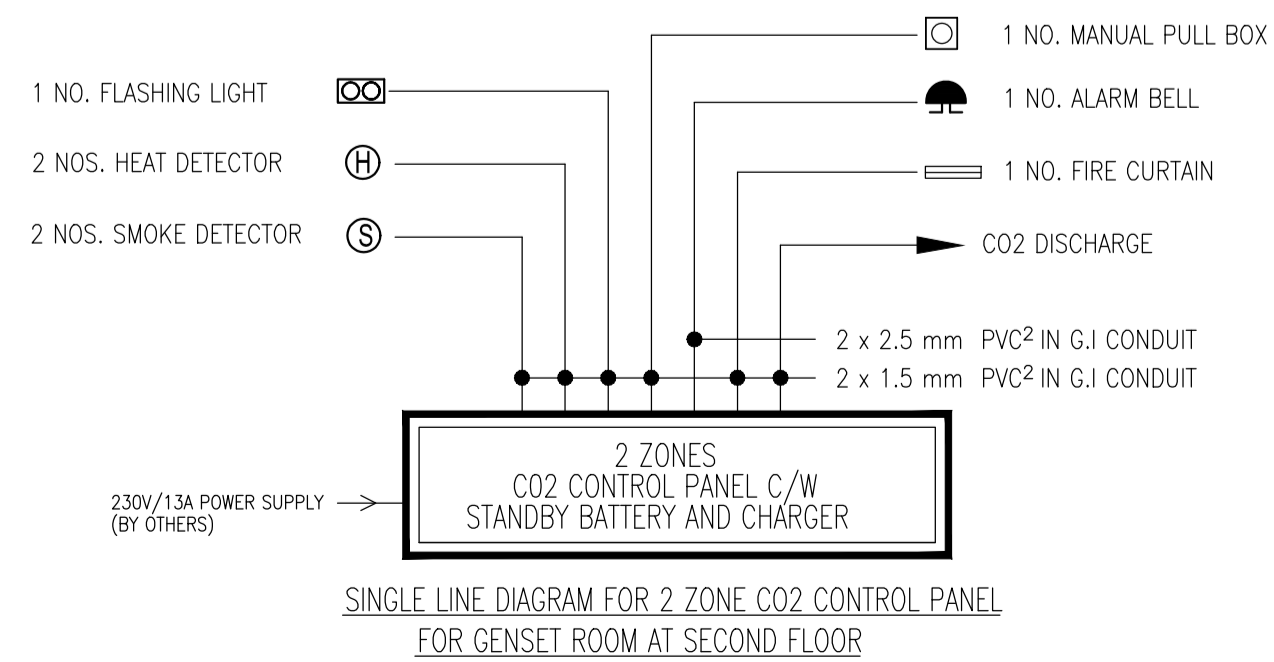 1 NO. MANUAL PULL BOX
1 NO. FLASHING LIGHT
1 NO. ALARM BELL
2 NOS. HEAT DETECTOR
H
1 NO. FIRE CURTAIN
2 NOS. SMOKE DETECTOR
S
CO2 DISCHARGE
2 x 2.5 mm PVC² IN G.I CONDUIT
2 x 1.5 mm PVC² IN G.I CONDUIT
2 ZONES
CO2 CONTROL PANEL C/W
STANDBY BATTERY AND CHARGER
230V/13A POWER SUPPLY
(BY OTHERS)
SINGLE LINE DIAGRAM FOR 2 ZONE CO2 CONTROL PANEL
FOR GENSET ROOM AT SECOND FLOOR